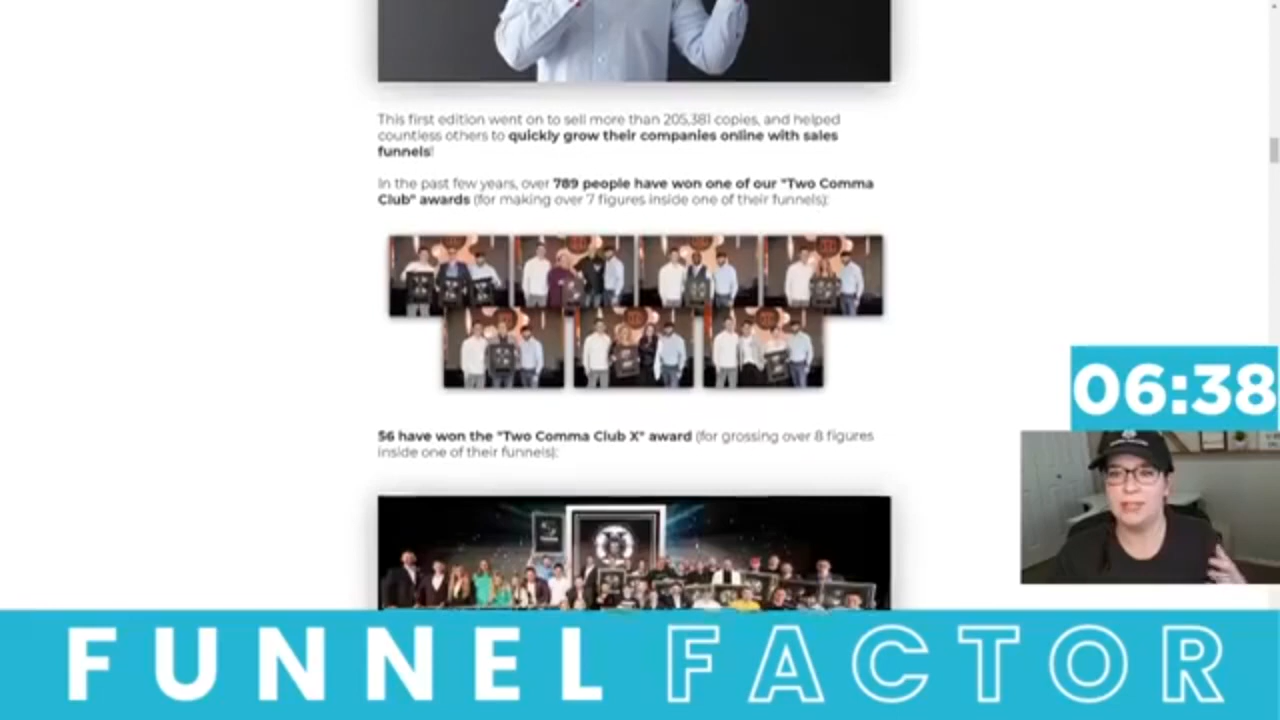 This first edition went on to sell more than 205,381 copies, and helped
countless others to quickly grow their companies online with sales
funnels!
In the past few years, over 789 people have won one of our "Two Comma
Club" awards (for making over 7 figures inside one of their funnels):
56 have won the "Two Comma Club X" award (for grossing over 8 figures
inside one of their funnels):
06:38
FUNNEL FACTOR